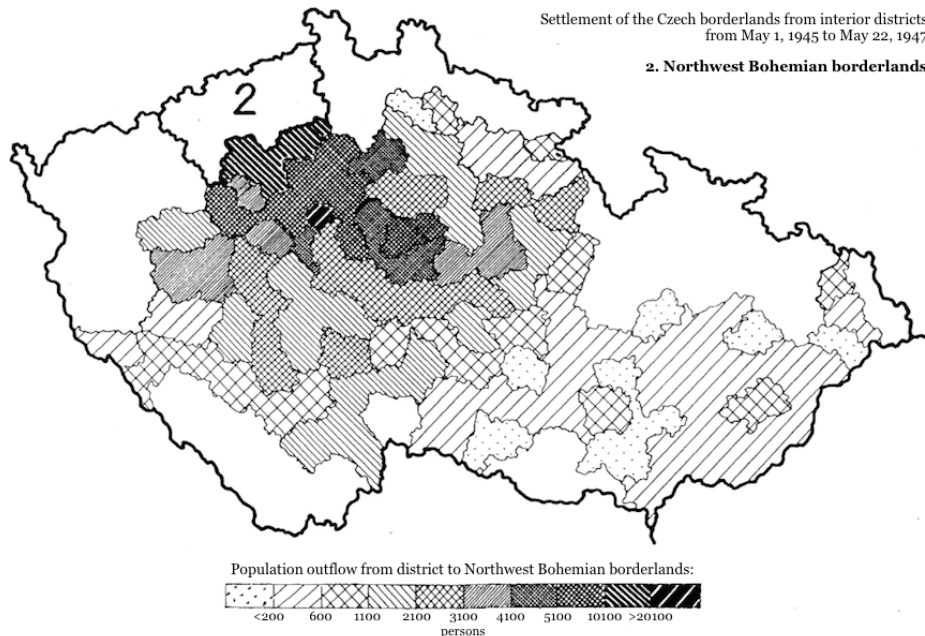 Settlement of the Czech borderlands from interior districts
from May 1, 1945 to May 22, 1947
2. Northwest Bohemian borderlands
2
Population outflow from district to Northwest Bohemian borderlands:
<200 600 1100 2100 3100 4100 5100 10100 >20100
persons